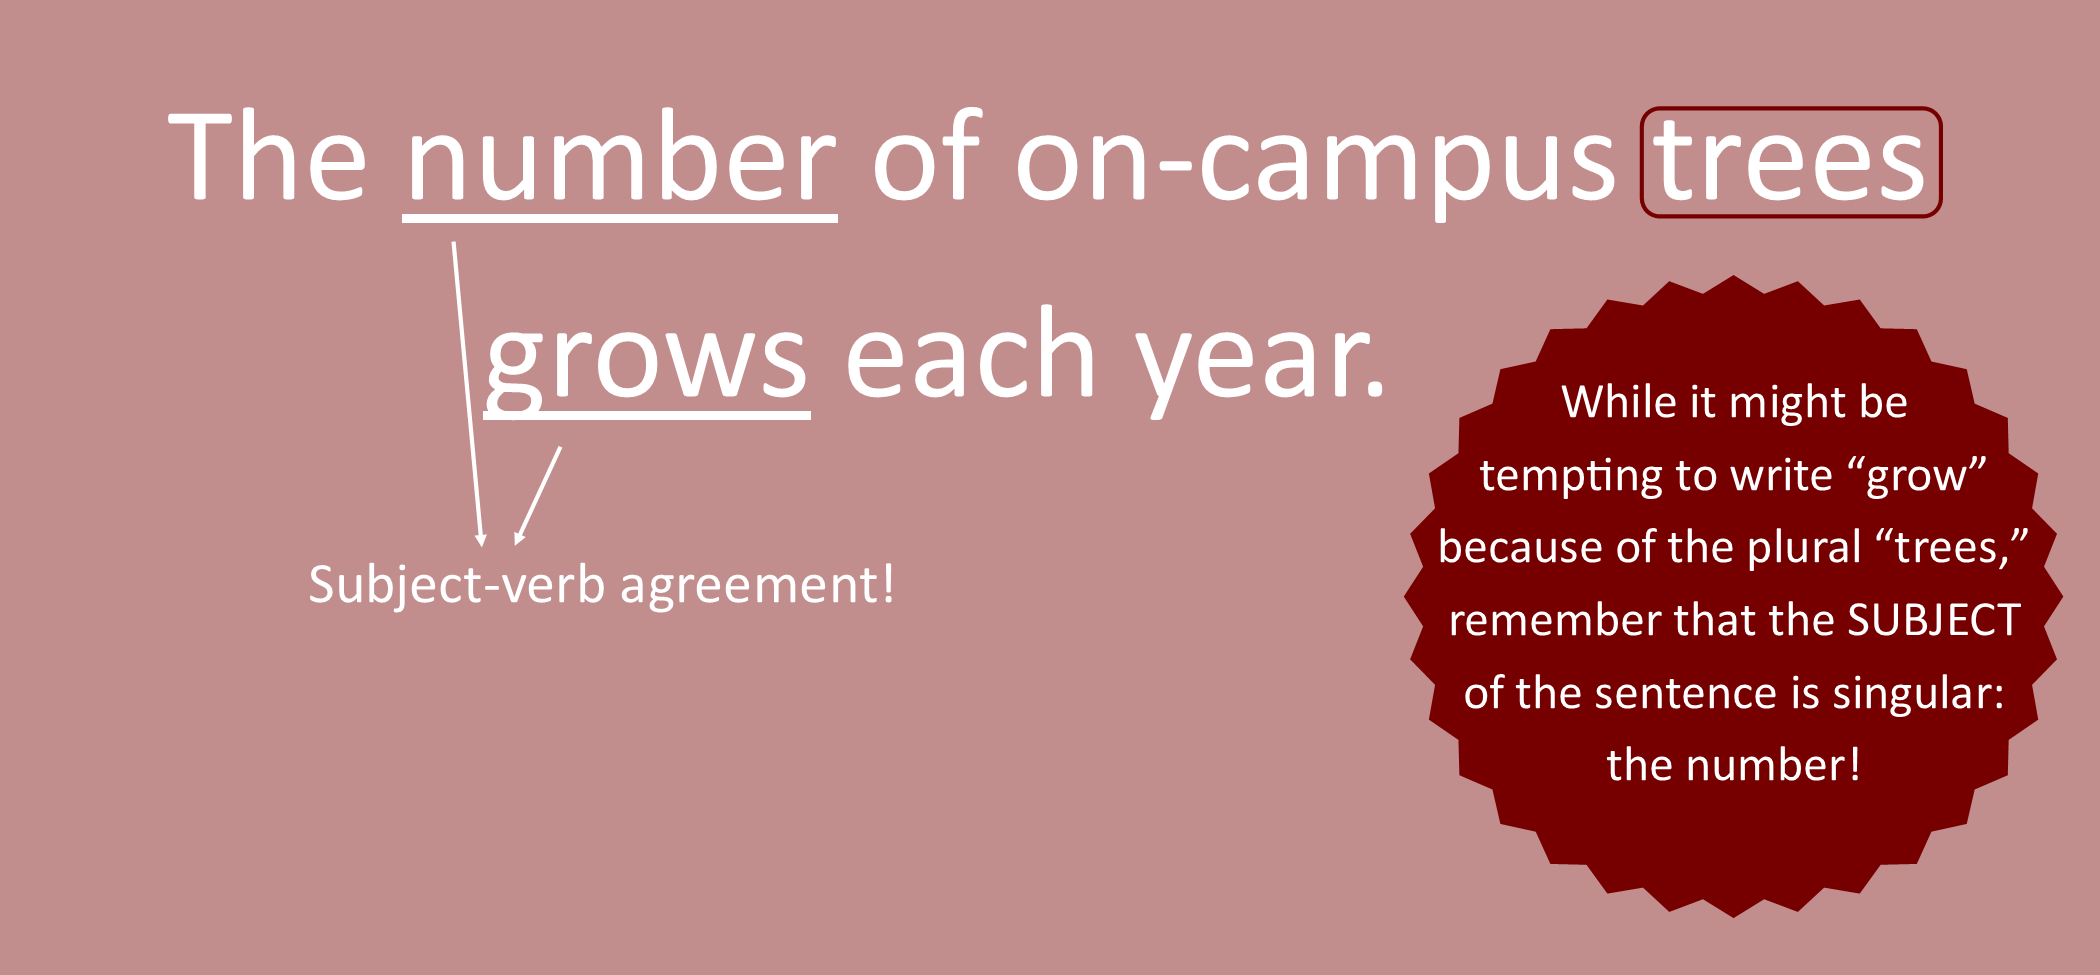 The number of on-campus trees
grows each year.
Subject-verb agreement!
While it might be
tempting to write “grow”
because of the plural “trees,”
remember that the SUBJECT
of the sentence is singular:
the number!